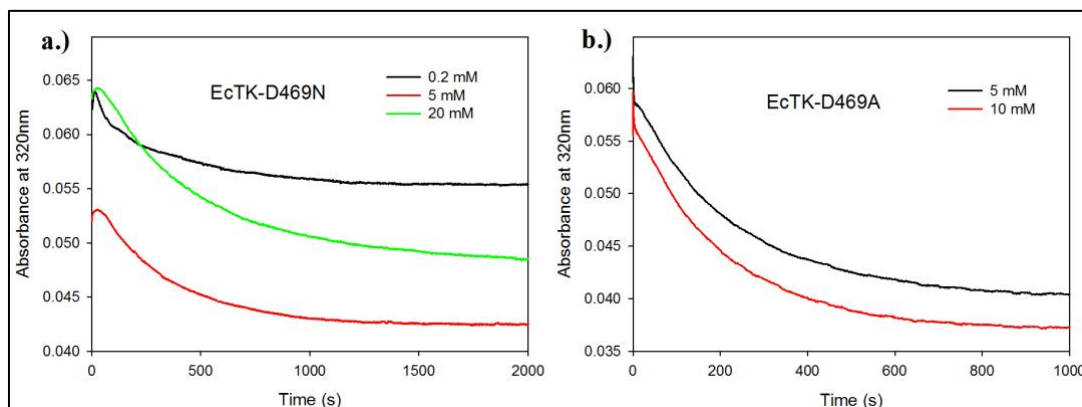 a.)
EcTK-D469N
0.2 mM
5 mM
20 mM
Absorbance at 320nm
0.065
0.060
0.055
0.050
0.045
0.040
0
500
1000
1500
2000
Time (s)
b.)
EcTK-D469A
5 mM
10 mM
Absorbance at 320nm
0.060
0.055
0.050
0.045
0.040
0.035
0
200
400
600
800
1000
Time (s)